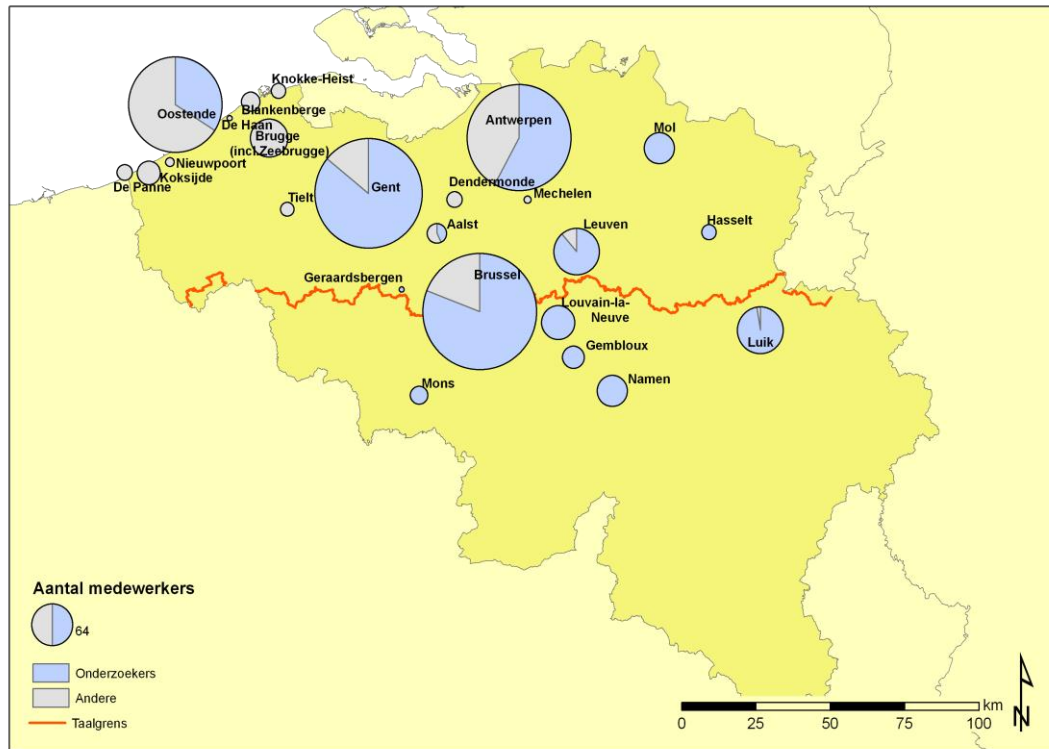 Knokke-Heist
Blankenberge
Oostende
De Haan
Brugge
(incl.Zeebrugge)
Antwerpen
Mol
Nieuwpoort
Koksijde
De Panne
Tielt
Gent
Dendermonde
Mechelen
Aalst
Leuven
Hasselt
Geraardsbergen
Brussel
Louvain-la-
Neuve
Luik
Gembloux
Namen
Mons
Aantal medewerkers
64
Onderzoekers
Andere
Taalgrens
km
0 25 50 75 100
N